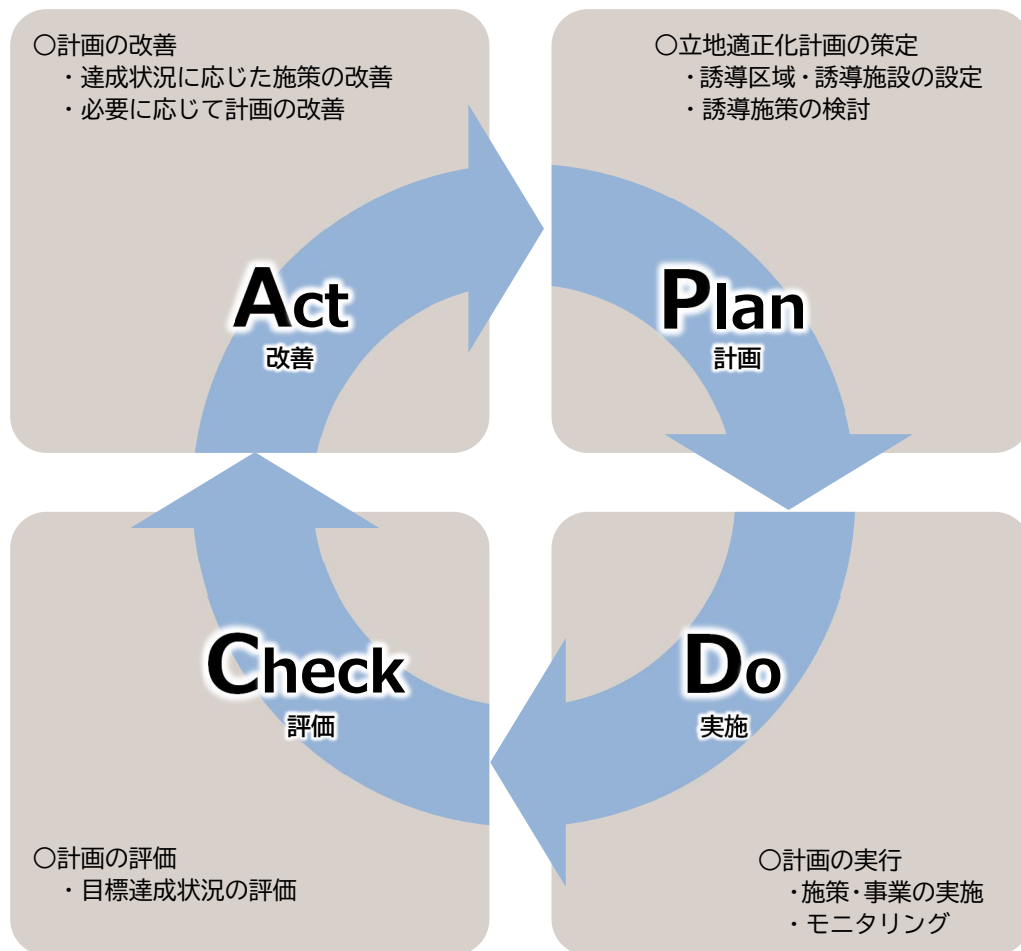 〇計画の改善
・達成状況に応じた施策の改善
・必要に応じて計画の改善
Act
改善
〇立地適正化計画の策定
・誘導区域・誘導施設の設定
・誘導施策の検討
Plan
計画
Check
評価
〇計画の評価
・目標達成状況の評価
Do
実施
〇計画の実行
・施策・事業の実施
・モニタリング